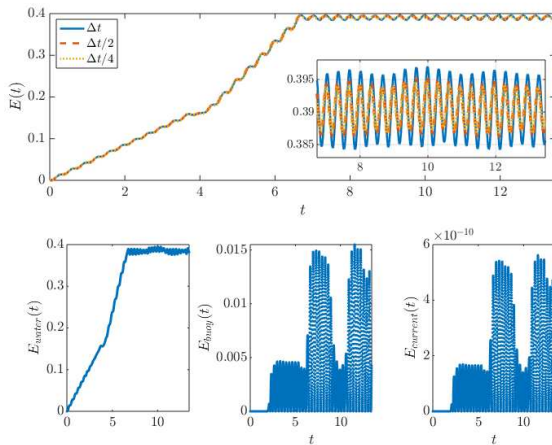 0.4
0.3
0.2
0.1
0
E(t)
Δt
Δt/2
Δt/4
0.395
0.39
0.385
0 2 4 6 8 10 12
t
0.4
0.3
0.2
0.1
0
E_water(t)
0 5 10
0.015
0.01
0.005
0
E_buoy(t)
0 5 10
t
×10⁻¹⁰
6
4
2
0
E_current(t)
0 5 10
t